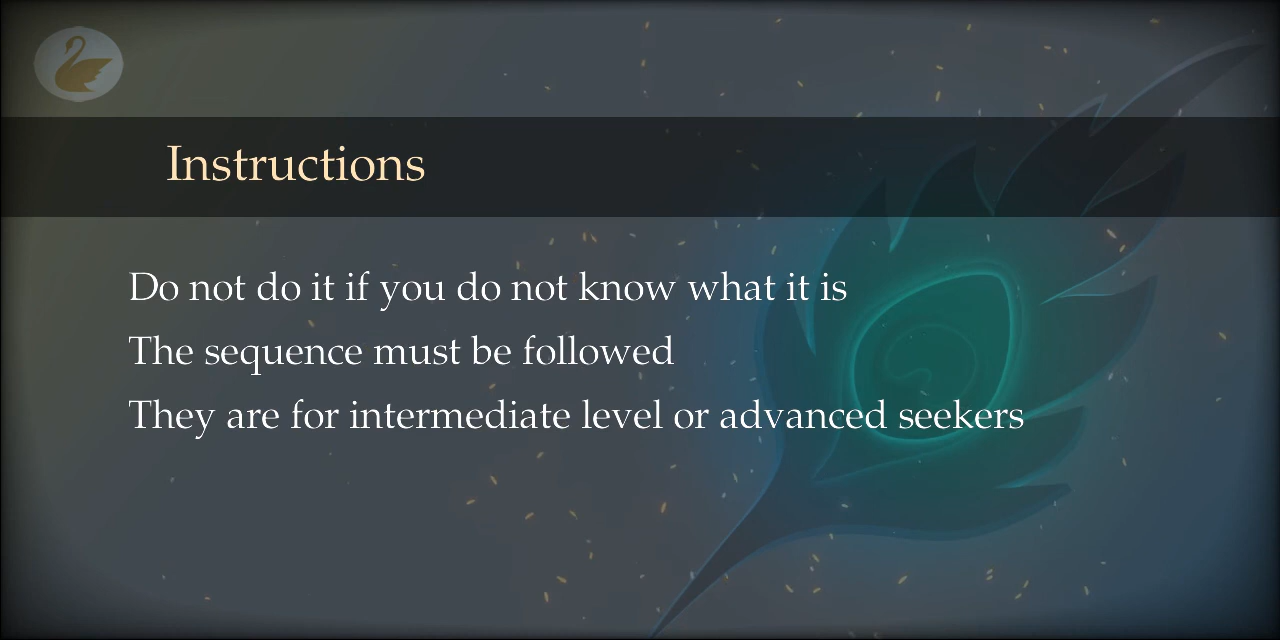 Instructions
Do not do it if you do not know what it is
The sequence must be followed
They are for intermediate level or advanced seekers